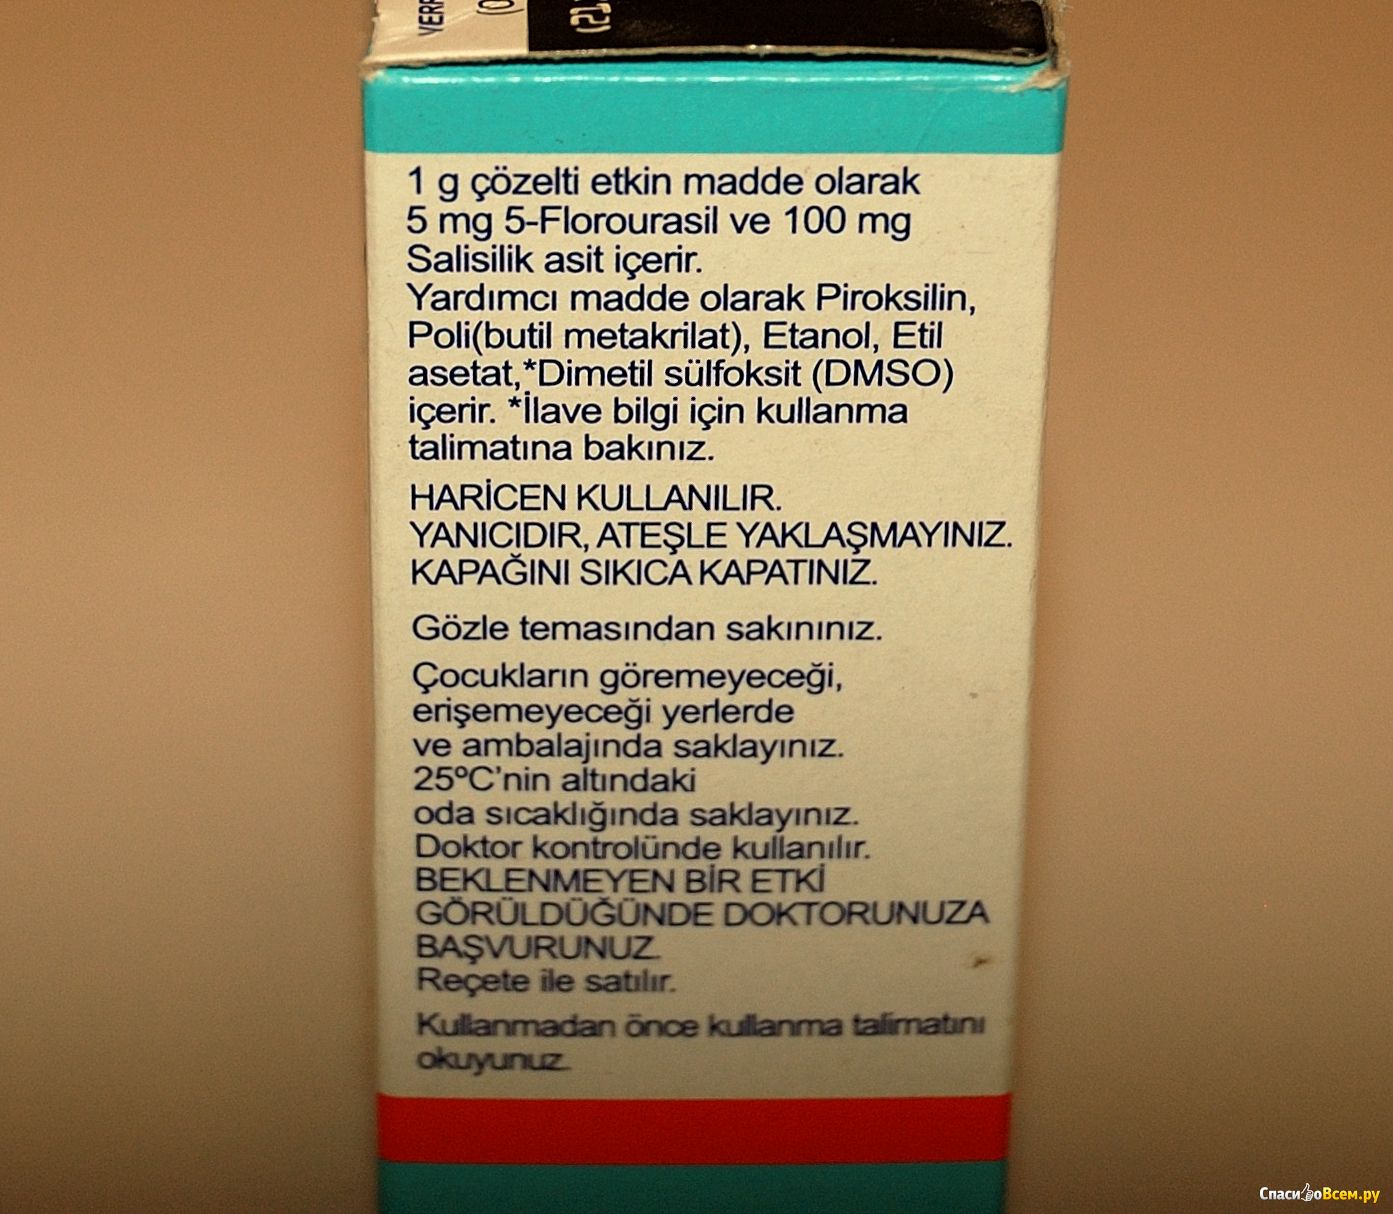 1 g çözelti etkin madde olarak
5 mg 5-Florourasil ve 100 mg
Salisilik asit içerir.
Yardımcı madde olarak Piroksilin,
Poli(butil metakrilat), Etanol, Etil
asetat,*Dimetil sülfoksit (DMSO)
içerir. *İlave bilgi için kullanma
talimatına bakınız.
HARİCEN KULLANILIR.
YANICIDIR, ATEŞLE YAKLAŞMAYINIZ.
KAPAĞINI SIKICA KAPATINIZ.
Gözle temasından sakınınız.
Çocukların göremeyeceği,
erişemeyeceği yerlerde
ve ambalajında saklayınız.
25ºC'nin altındaki
oda sıcaklığında saklayınız.
Doktor kontrolünde kullanılır.
BEKLENMEYEN BİR ETKİ
GÖRÜLDÜĞÜNDE DOKTORUNUZA
BAŞVURUNUZ.
Reçete ile satılır.
Kullanmadan önce kullanma talimatını
okuyunuz.
СпасибоВсем.ру